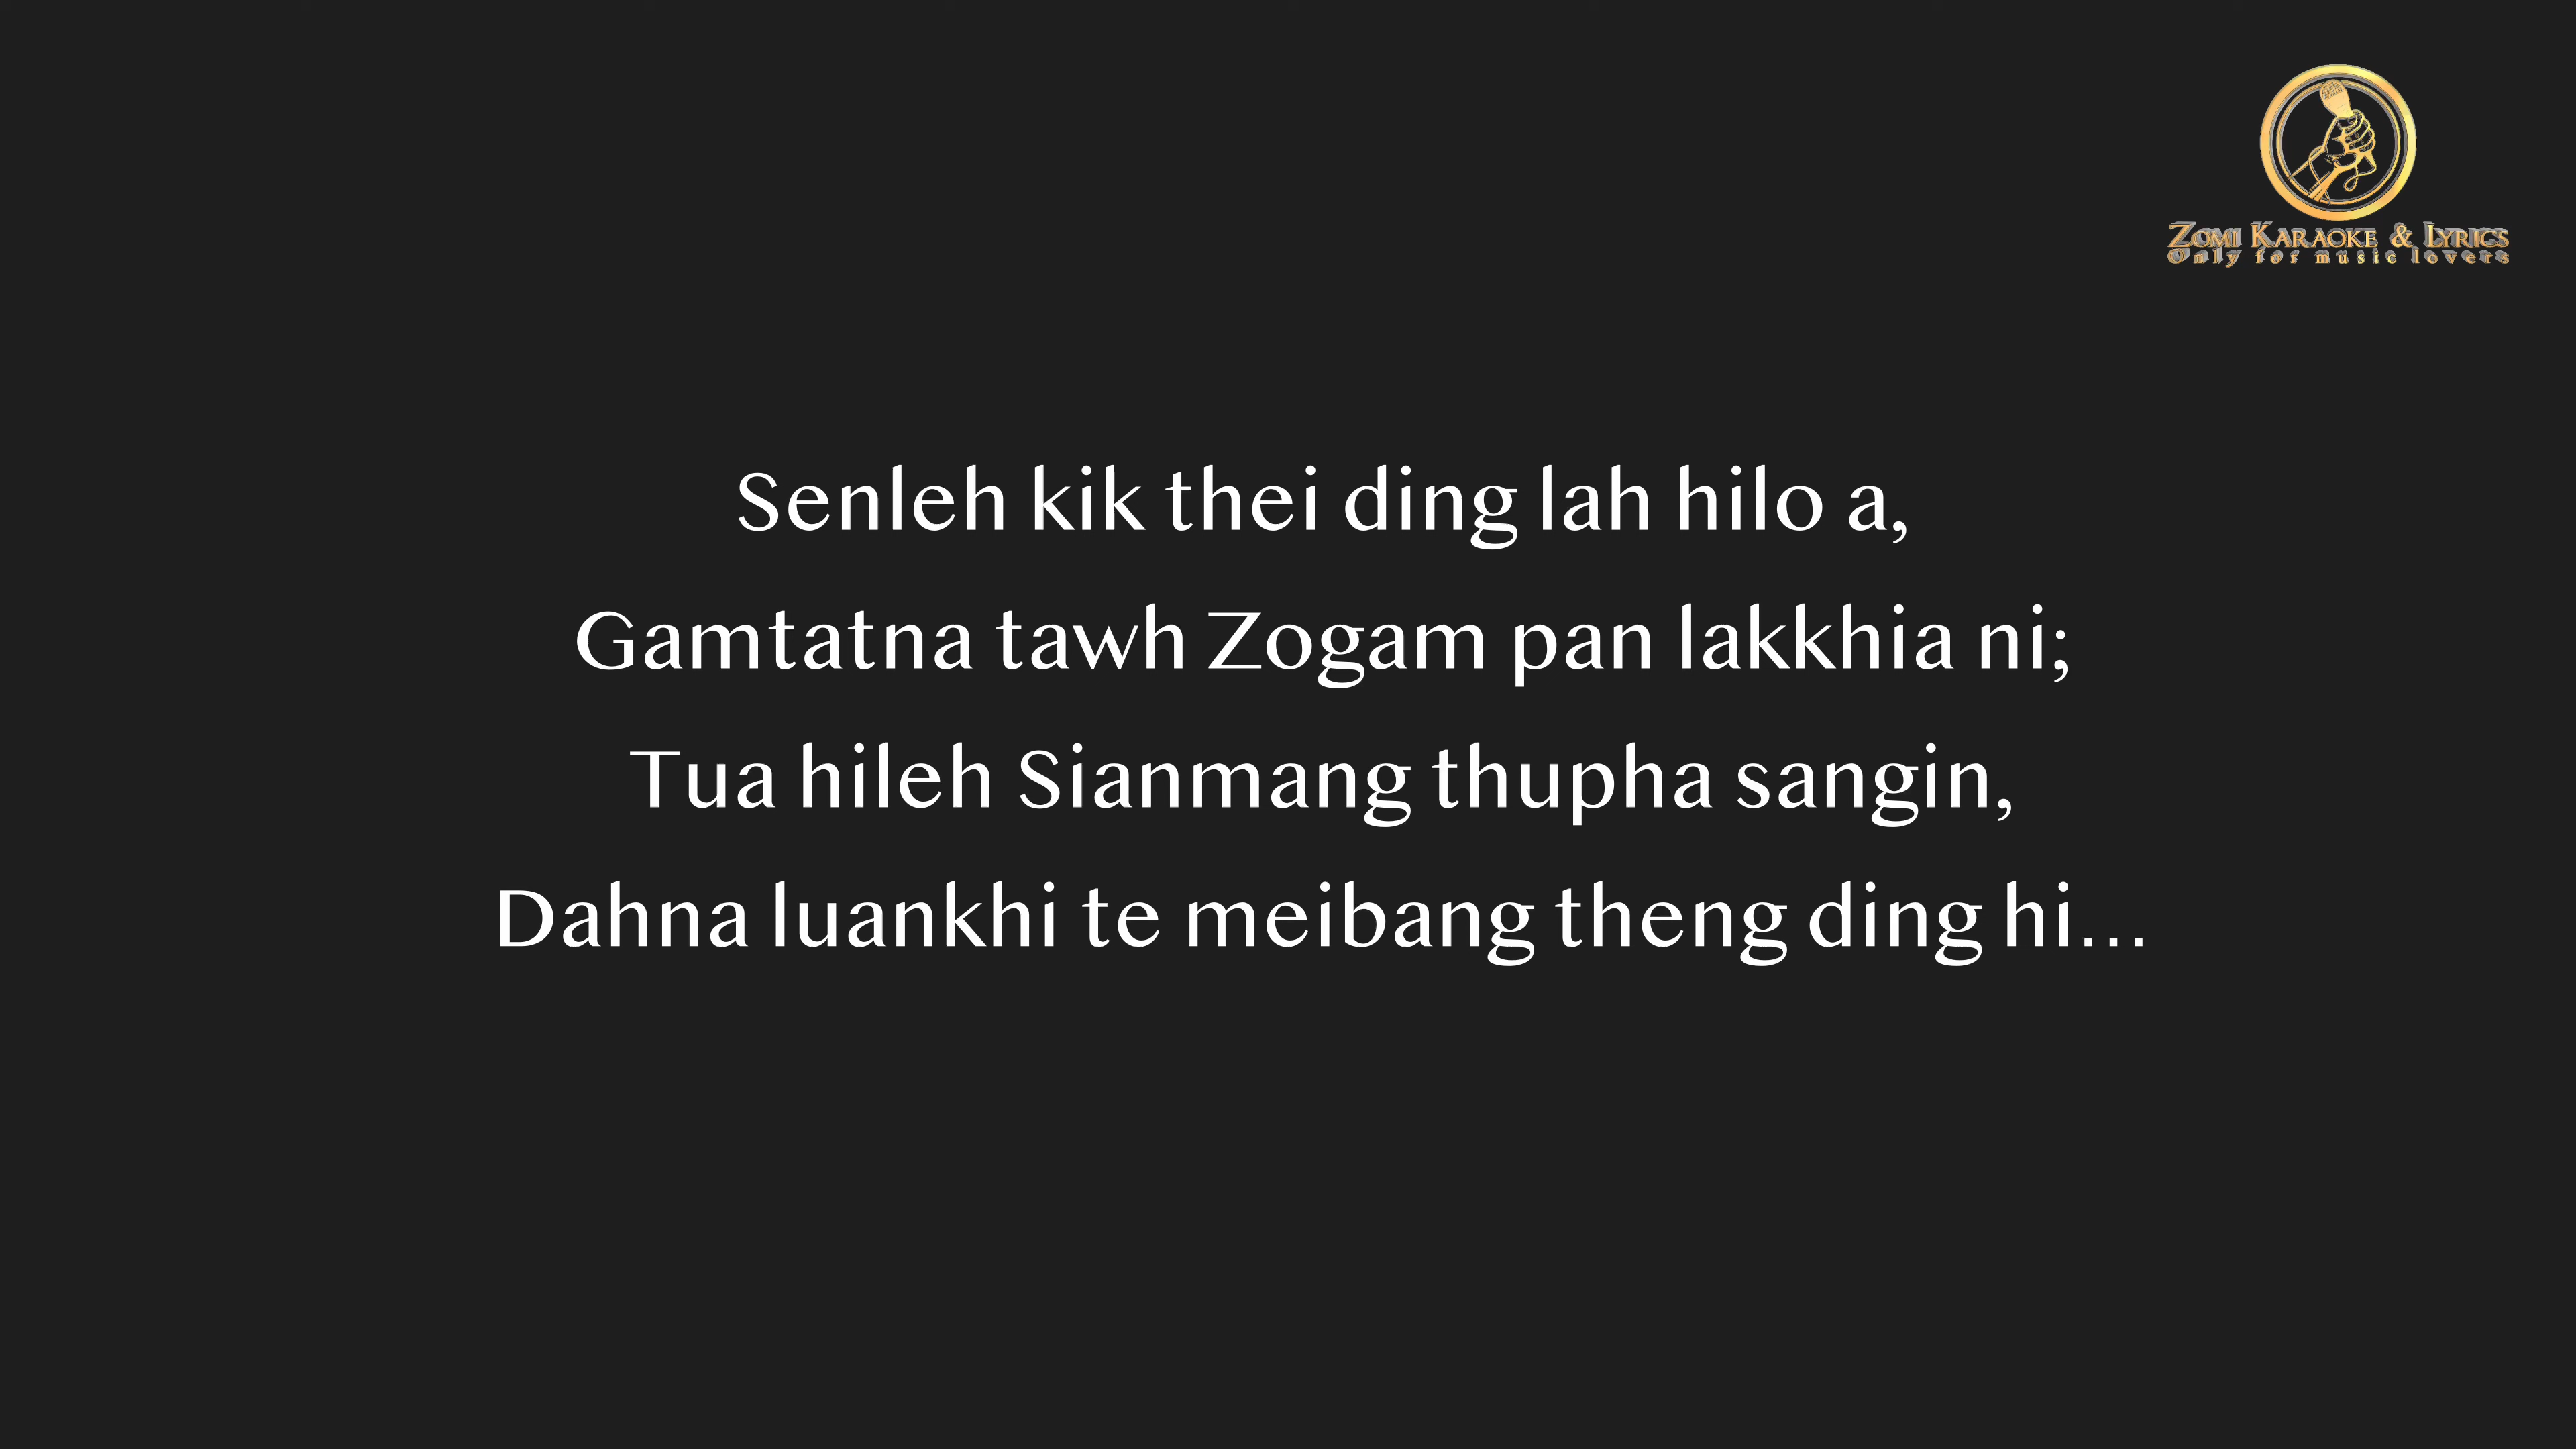 Zomi Karaoke & Lyrics
Only for music lovers
Senleh kik thei ding lah hilo a,
Gamtatna tawh Zogam pan lakkhia ni;
Tua hileh Sianmang thupha sangin,
Dahna luankhi te meibang theng ding hi...